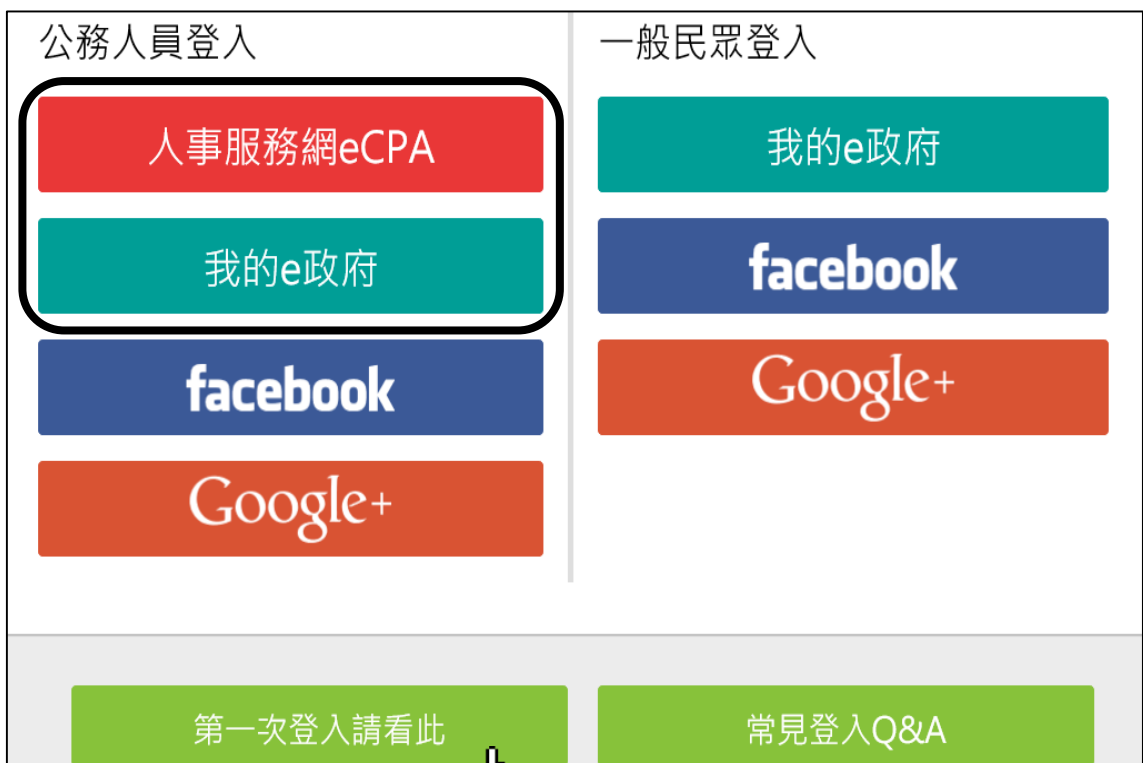 公務人員登入
人事服務網eCPA
我的e政府
facebook
Google+
一般民眾登入
我的e政府
facebook
Google+
第一次登入請看此
常見登入Q&A